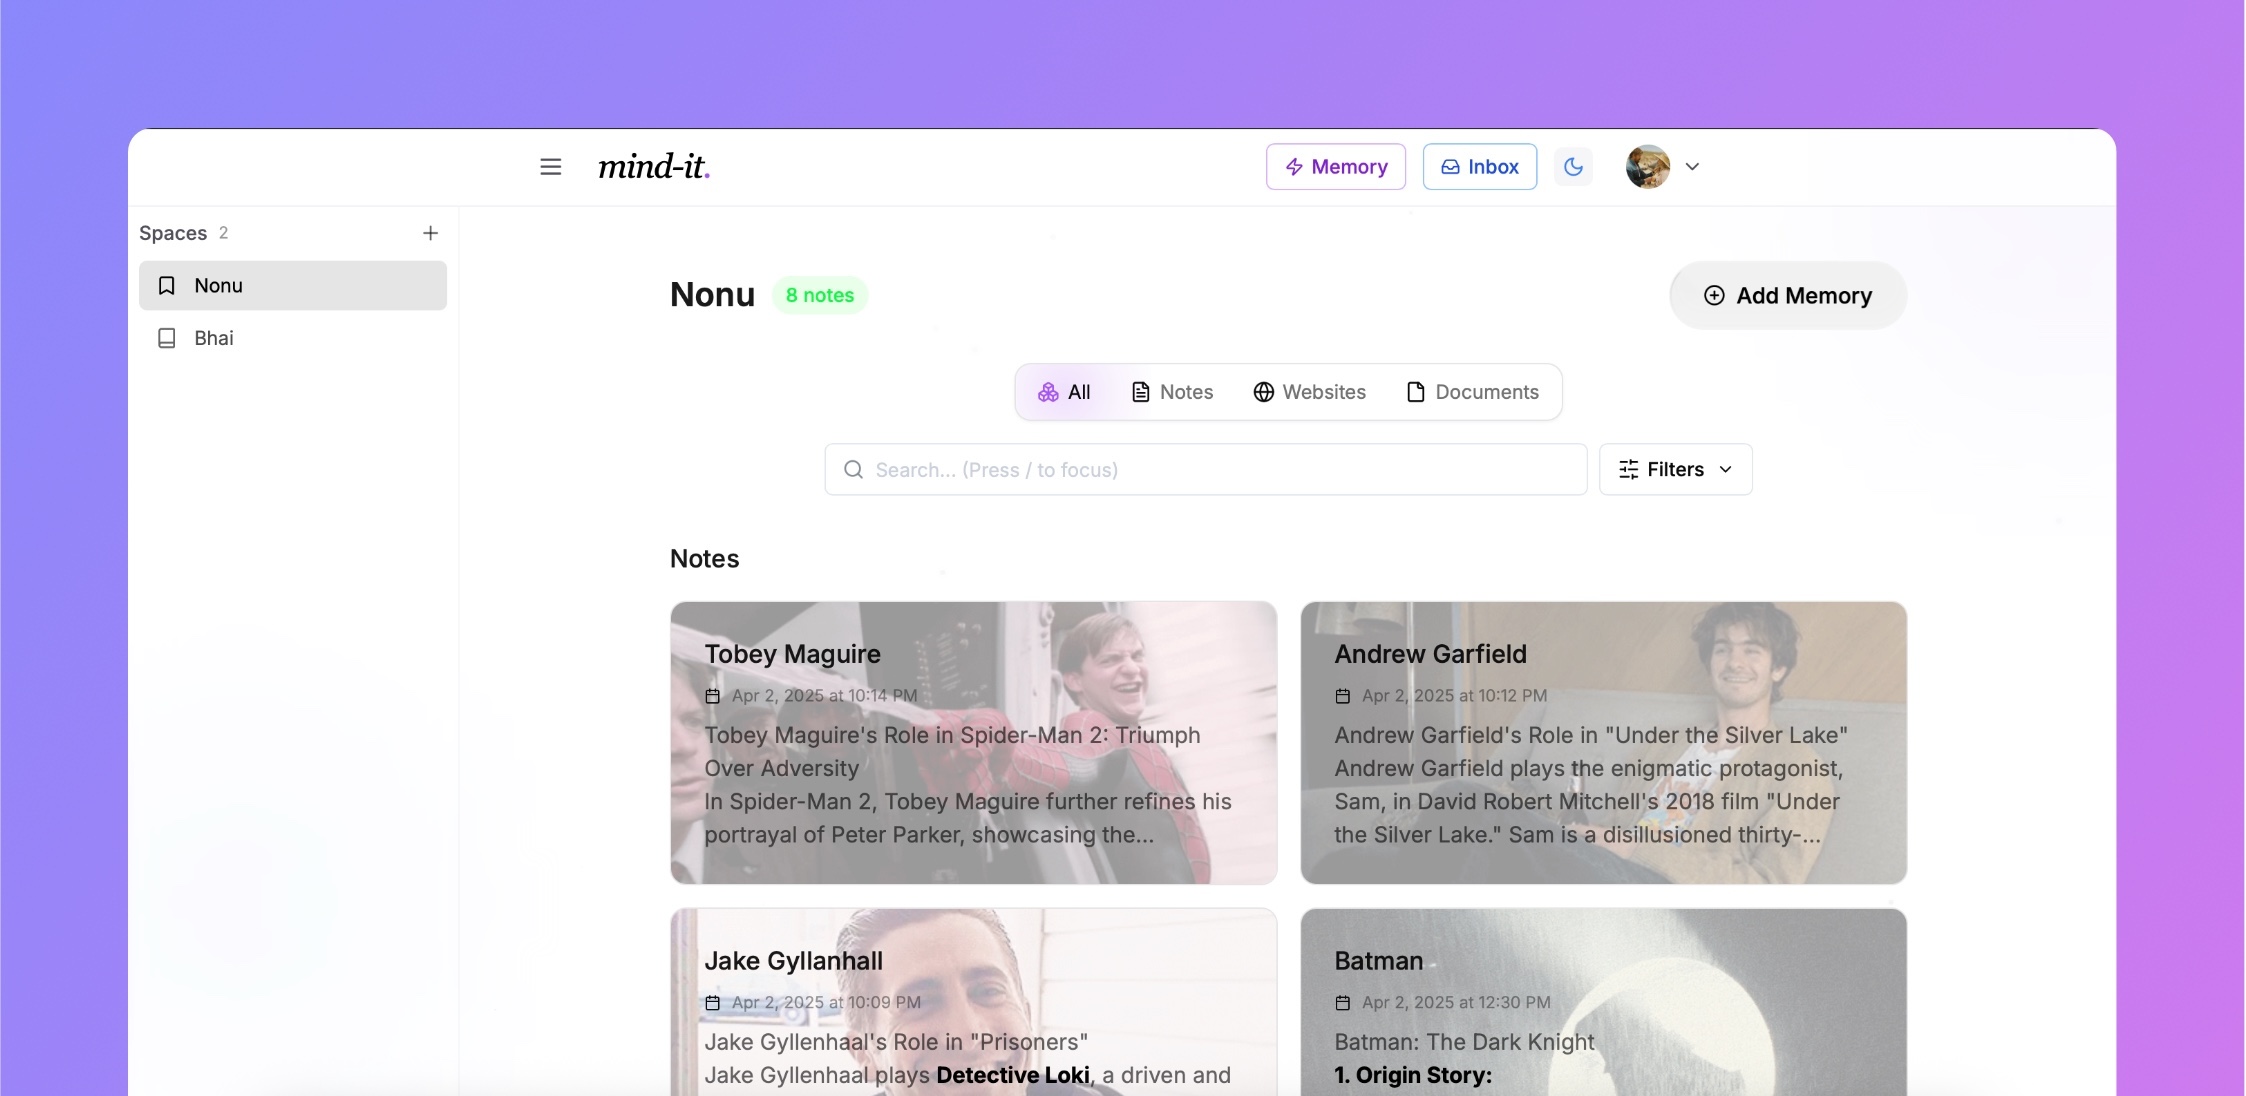 mind-it.
Memory
Inbox
Spaces 2
Nonu
Bhai
Nonu
8 notes
Add Memory
All
Notes
Websites
Documents
Search... (Press / to focus)
Filters
Notes
Tobey Maguire
Apr 2, 2025 at 10:14 PM
Tobey Maguire's Role in Spider-Man 2: Triumph
Over Adversity
In Spider-Man 2, Tobey Maguire further refines his
portrayal of Peter Parker, showcasing the...
Andrew Garfield
Apr 2, 2025 at 10:12 PM
Andrew Garfield's Role in "Under the Silver Lake"
Andrew Garfield plays the enigmatic protagonist,
Sam, in David Robert Mitchell's 2018 film "Under
the Silver Lake." Sam is a disillusioned thirty-...
Jake Gyllanhall
Apr 2, 2025 at 10:09 PM
Jake Gyllenhaal's Role in "Prisoners"
Jake Gyllenhaal plays Detective Loki, a driven and
Batman
Apr 2, 2025 at 12:30 PM
Batman: The Dark Knight
1. Origin Story: